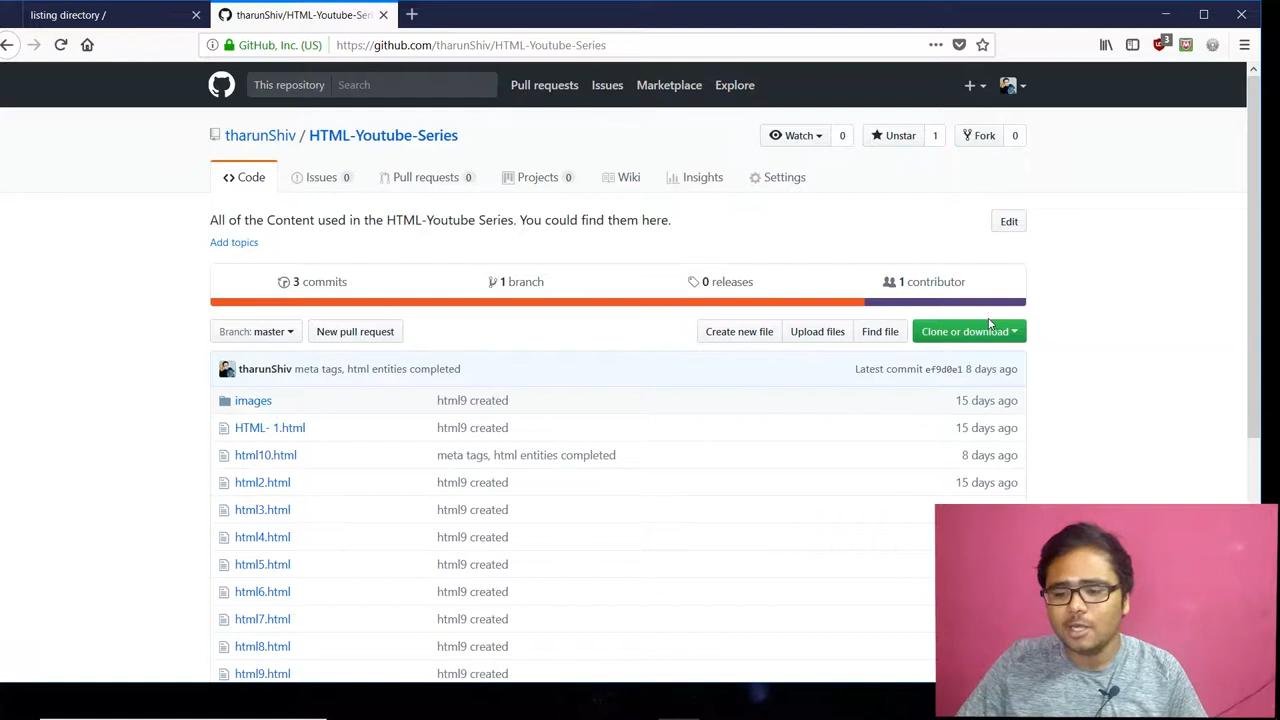 listing directory /
tharunShiv/HTML-Youtube-Seri
GitHub, Inc. (US)
https://github.com/tharunShiv/HTML-Youtube-Series
3
This repository
Search
Pull requests
Issues
Marketplace
Explore
tharunShiv / HTML-Youtube-Series
Watch 0
Unstar 1
Fork 0
Code
Issues 0
Pull requests 0
Projects 0
Wiki
Insights
Settings
All of the Content used in the HTML-Youtube Series. You could find them here.
Edit
Add topics
3 commits
1 branch
0 releases
1 contributor
Branch: master
New pull request
Create new file
Upload files
Find file
Clone or download
tharunShiv meta tags, html entities completed
Latest commit ef9d0e1 8 days ago
images html9 created 15 days ago
HTML- 1.html html9 created 15 days ago
html10.html meta tags, html entities completed 8 days ago
html2.html html9 created 15 days ago
html3.html html9 created
html4.html html9 created
html5.html html9 created
html6.html html9 created
html7.html html9 created
html8.html html9 created
html9.html html9 created